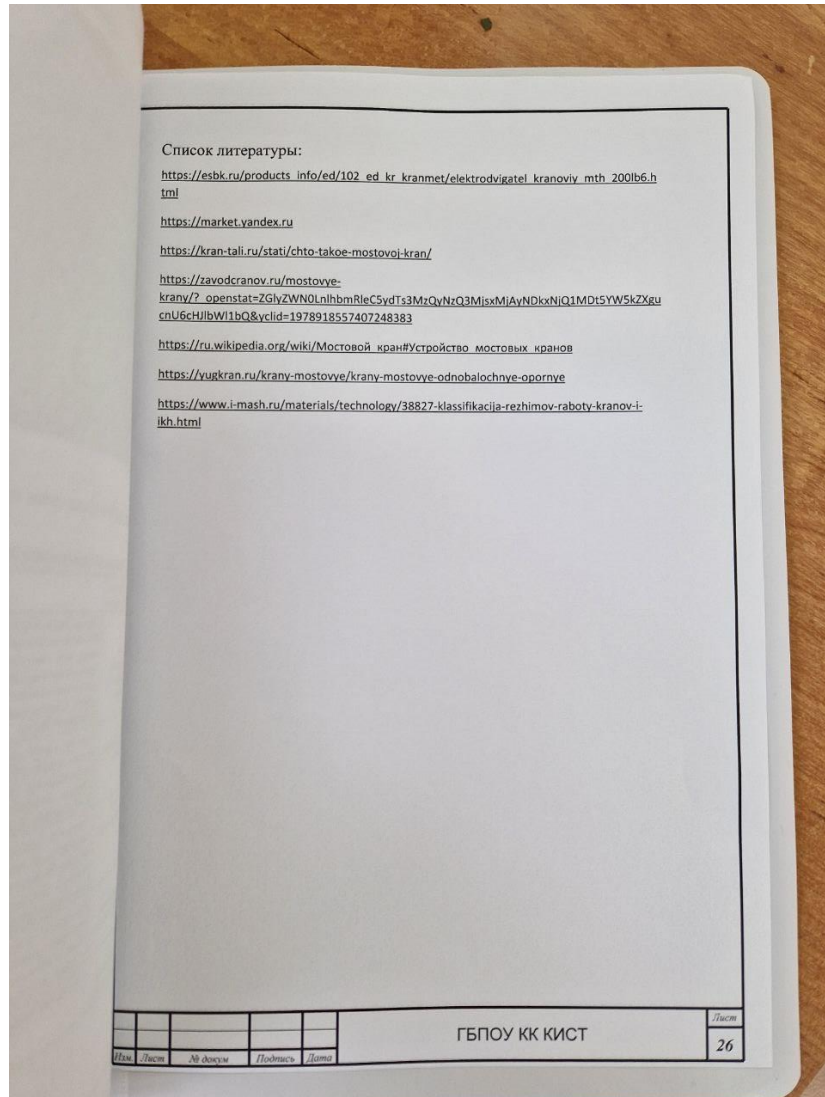 Список литературы:
https://esbk.ru/products_info/ed/102_ed_kr_kranmet/elektrodvigatel_kranoviy_mth_200lb6.h
tml
https://market.yandex.ru
https://kran-tali.ru/stati/chto-takoe-mostovoj-kran/
https://zavodcranov.ru/mostovye-
krany/?_openstat=ZGlyZWN0LnlhbmRleC5ydTs3MzQyNzQ3MjsxMjAyNDkxNjQ1MDt5YW5kZXgu
cnU6cHJlbWl1bQ&yclid=1978918557407248383
https://ru.wikipedia.org/wiki/Мостовой_кран#Устройство_мостовых_кранов
https://yugkran.ru/krany-mostovye/krany-mostovye-odnobalochnye-opornye
https://www.i-mash.ru/materials/technology/38827-klassifikacija-rezhimov-raboty-kranov-i-
ikh.html
Изм. Лист № докум Подпись Дата
ГБПОУ КК КИСТ
Лист
26